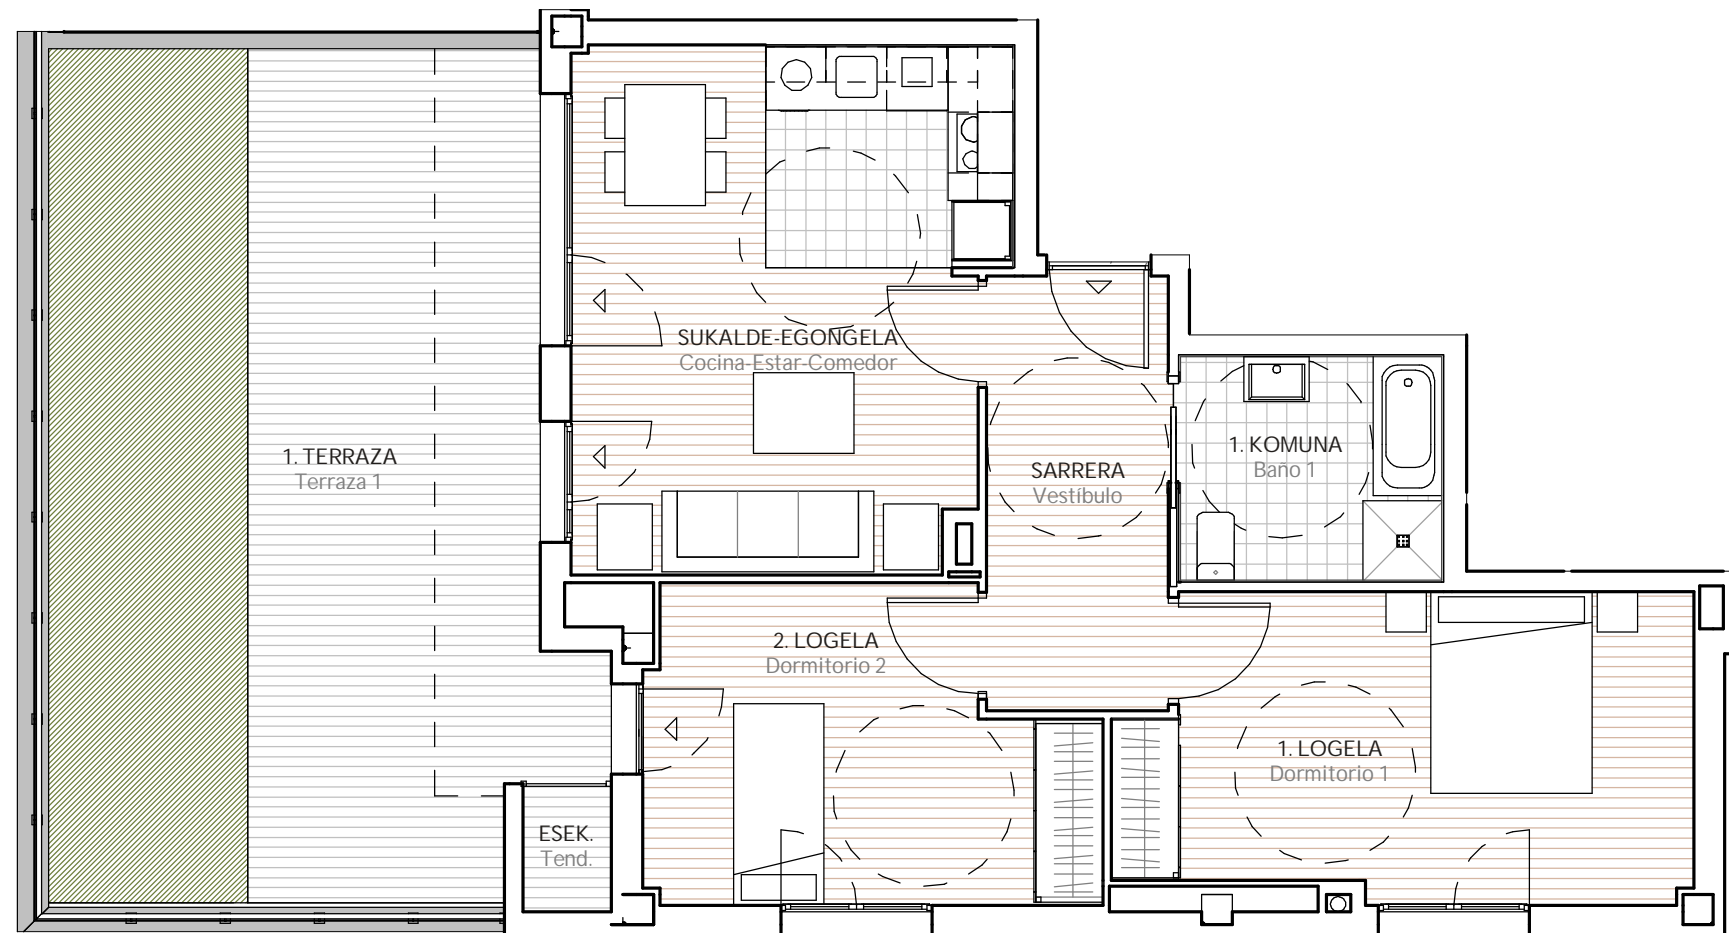 SUKALDE-EGONGELA
Cocina-Estar-Comedor
1. TERRAZA
Terraza 1
SARRERA
Vestíbulo
1. KOMUNA
Baño 1
2. LOGELA
Dormitorio 2
1. LOGELA
Dormitorio 1
ESEK.
Tend.